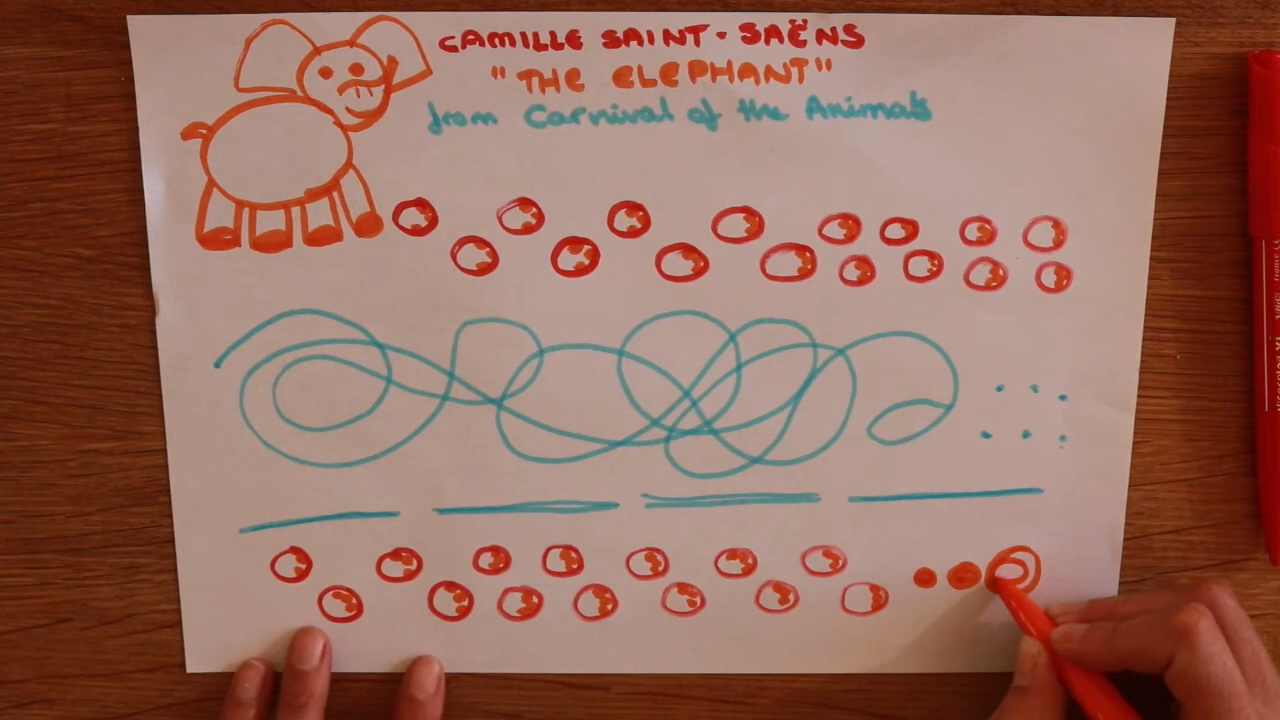 CAMILLE SAINT-SAËNS
"THE ELEPHANT"
from Carnival of the Animals